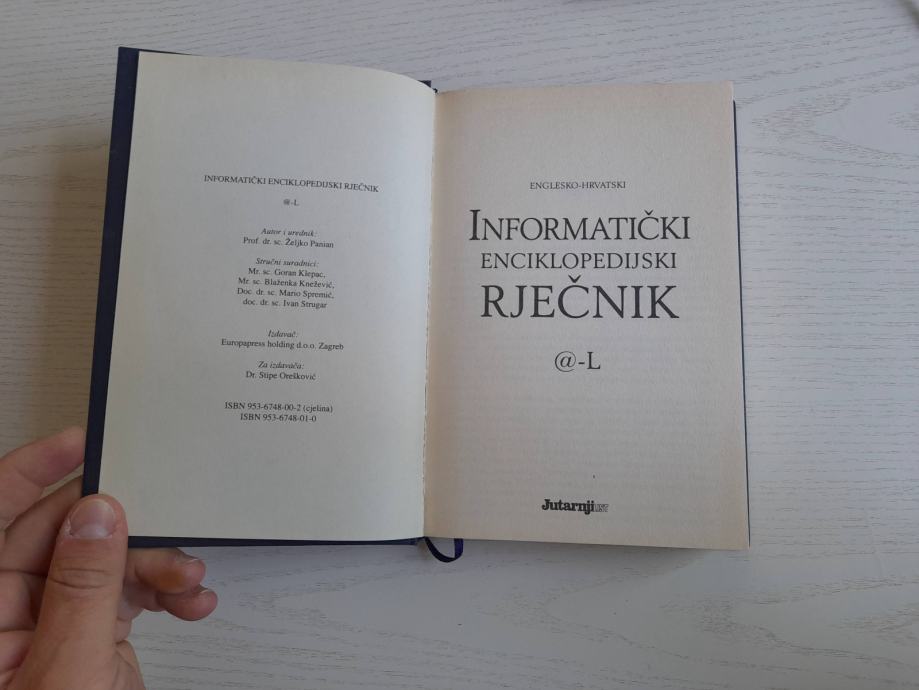 INFORMATIČKI ENCIKLOPEDIJSKI RJEČNIK
@-L
Autor i urednik:
Prof. dr. sc. Željko Panian
Stručni suradnici:
Mr. sc. Goran Klepac,
Mr. sc. Blaženka Knežević,
Doc. dr. sc. Mario Spremić,
doc. dr. sc. Ivan Strugar
Izdavač:
Europapress holding d.o.o. Zagreb
Za izdavača:
Dr. Stipe Orešković
ISBN 953-6748-00-2 (cjelina)
ISBN 953-6748-01-0
ENGLESKO-HRVATSKI
INFORMATIČKI
ENCIKLOPEDIJSKI
RJEČNIK
@-L
Jutarnji LIST